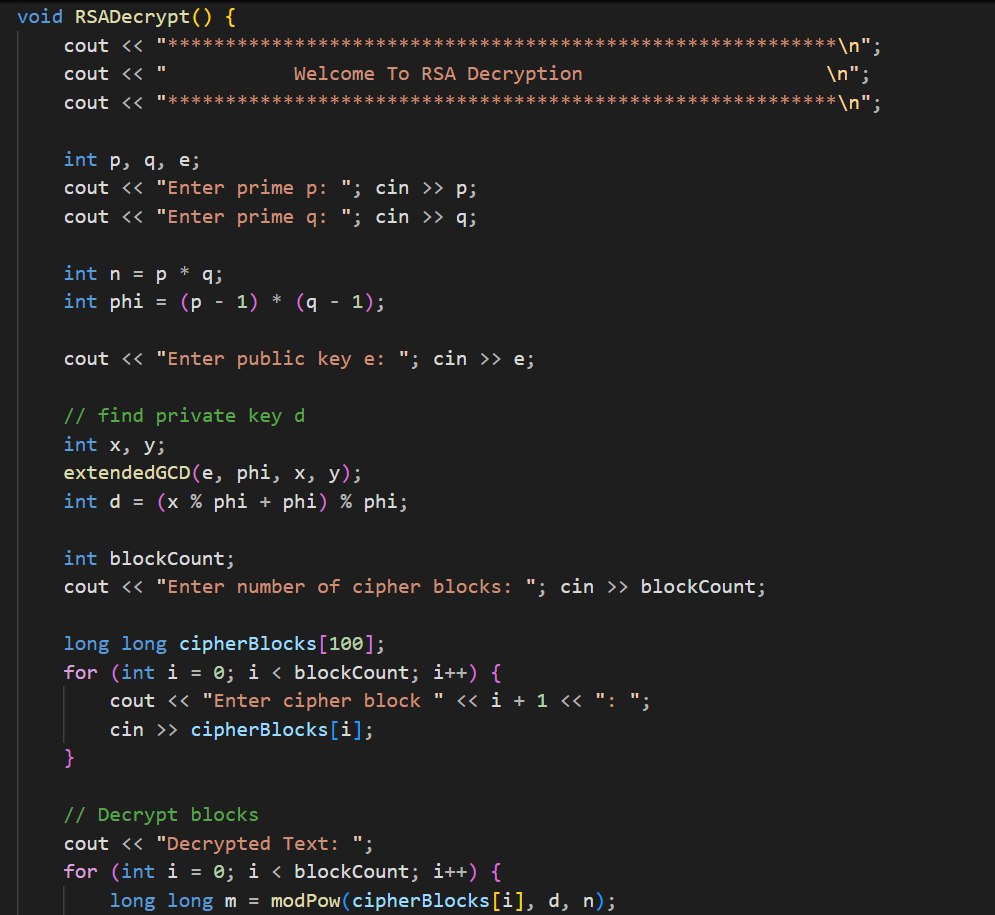 void RSADecrypt() {
    cout << "**********************************************************\n";
    cout << "           Welcome To RSA Decryption                     \n";
    cout << "**********************************************************\n";

    int p, q, e;
    cout << "Enter prime p: "; cin >> p;
    cout << "Enter prime q: "; cin >> q;

    int n = p * q;
    int phi = (p - 1) * (q - 1);

    cout << "Enter public key e: "; cin >> e;

    // find private key d
    int x, y;
    extendedGCD(e, phi, x, y);
    int d = (x % phi + phi) % phi;

    int blockCount;
    cout << "Enter number of cipher blocks: "; cin >> blockCount;

    long long cipherBlocks[100];
    for (int i = 0; i < blockCount; i++) {
        cout << "Enter cipher block " << i + 1 << ": ";
        cin >> cipherBlocks[i];
    }

    // Decrypt blocks
    cout << "Decrypted Text: ";
    for (int i = 0; i < blockCount; i++) {
        long long m = modPow(cipherBlocks[i], d, n);